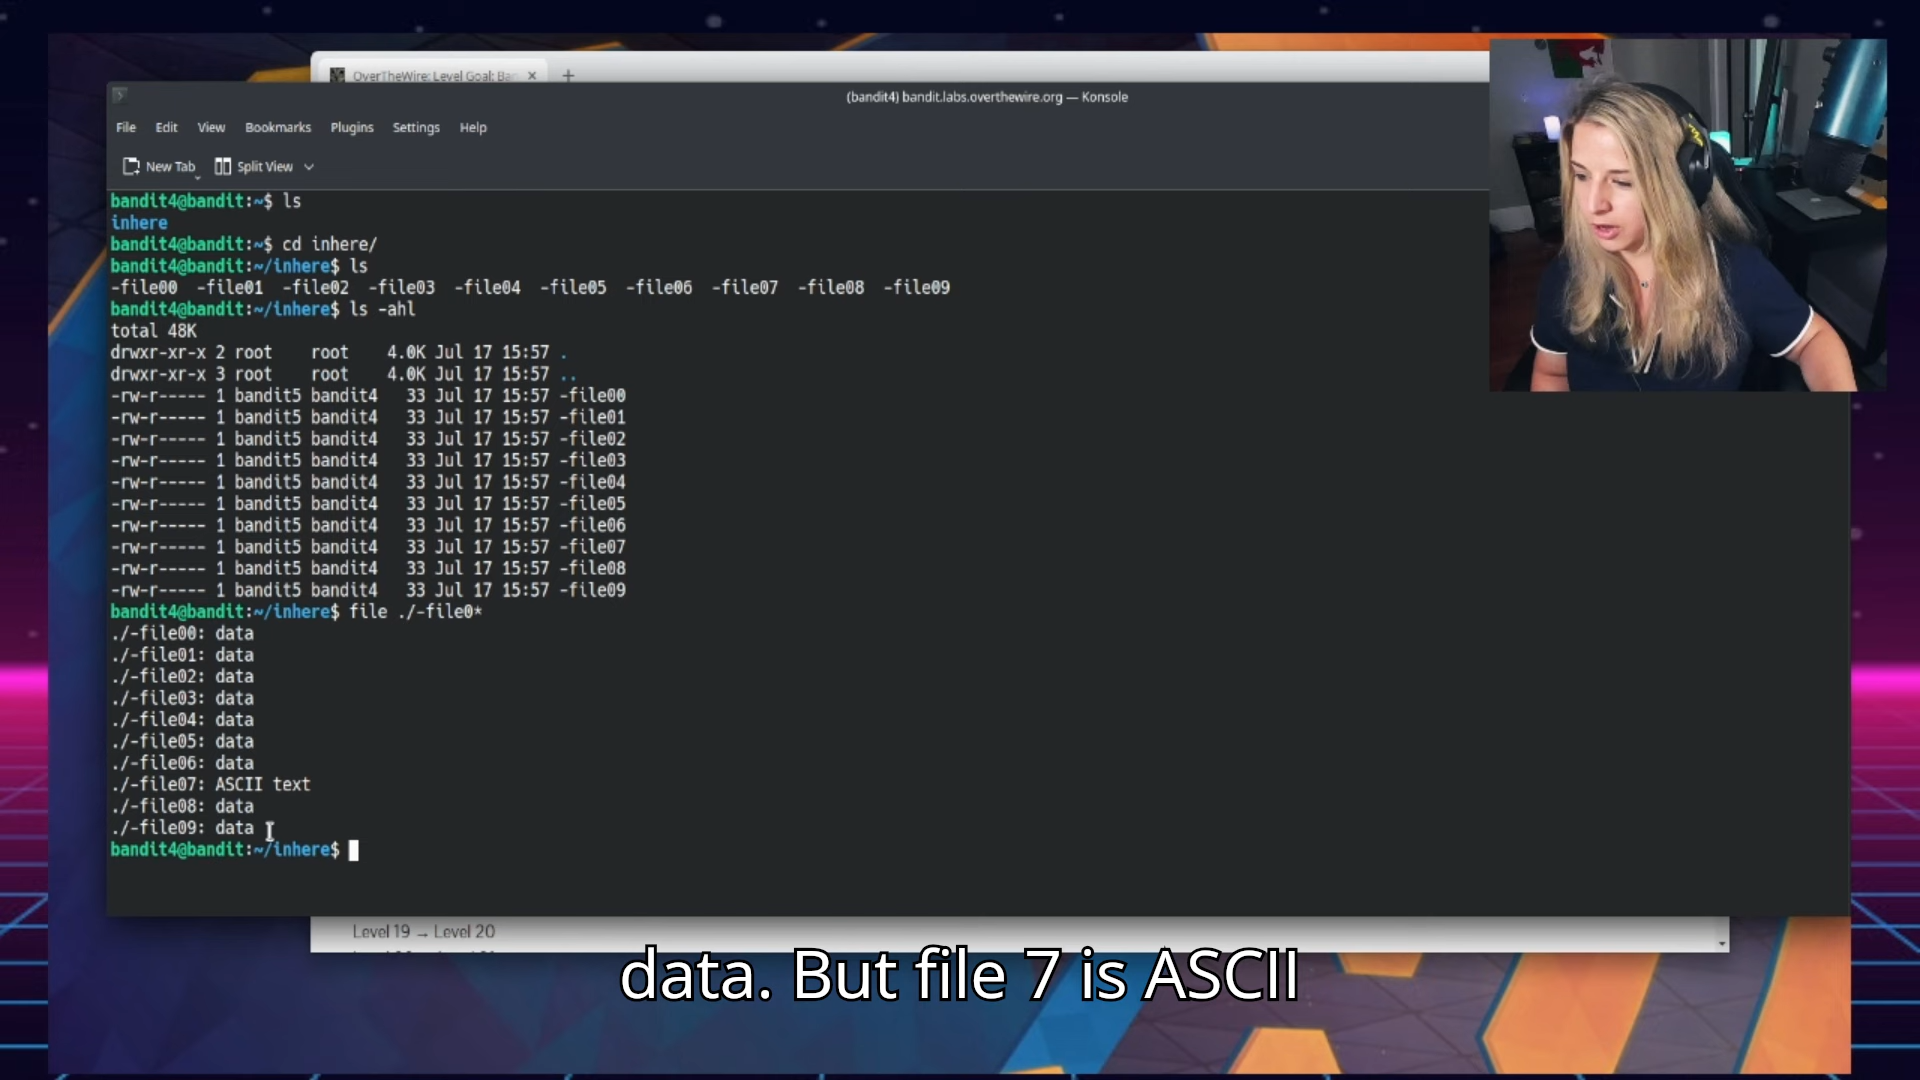 OverTheWire: Level Goal: Ban
(bandit4) bandit.labs.overthewire.org — Konsole
File Edit View Bookmarks Plugins Settings Help
New Tab Split View
bandit4@bandit:~$ ls
inhere
bandit4@bandit:~$ cd inhere/
bandit4@bandit:~/inhere$ ls
-file00 -file01 -file02 -file03 -file04 -file05 -file06 -file07 -file08 -file09
bandit4@bandit:~/inhere$ ls -ahl
total 48K
drwxr-xr-x 2 root root 4.0K Jul 17 15:57 .
drwxr-xr-x 3 root root 4.0K Jul 17 15:57 ..
-rw-r----- 1 bandit5 bandit4 33 Jul 17 15:57 -file00
-rw-r----- 1 bandit5 bandit4 33 Jul 17 15:57 -file01
-rw-r----- 1 bandit5 bandit4 33 Jul 17 15:57 -file02
-rw-r----- 1 bandit5 bandit4 33 Jul 17 15:57 -file03
-rw-r----- 1 bandit5 bandit4 33 Jul 17 15:57 -file04
-rw-r----- 1 bandit5 bandit4 33 Jul 17 15:57 -file05
-rw-r----- 1 bandit5 bandit4 33 Jul 17 15:57 -file06
-rw-r----- 1 bandit5 bandit4 33 Jul 17 15:57 -file07
-rw-r----- 1 bandit5 bandit4 33 Jul 17 15:57 -file08
-rw-r----- 1 bandit5 bandit4 33 Jul 17 15:57 -file09
bandit4@bandit:~/inhere$ file ./-file0*
./-file00: data
./-file01: data
./-file02: data
./-file03: data
./-file04: data
./-file05: data
./-file06: data
./-file07: ASCII text
./-file08: data
./-file09: data
bandit4@bandit:~/inhere$
Level 19 → Level 20
data. But file 7 is ASCII